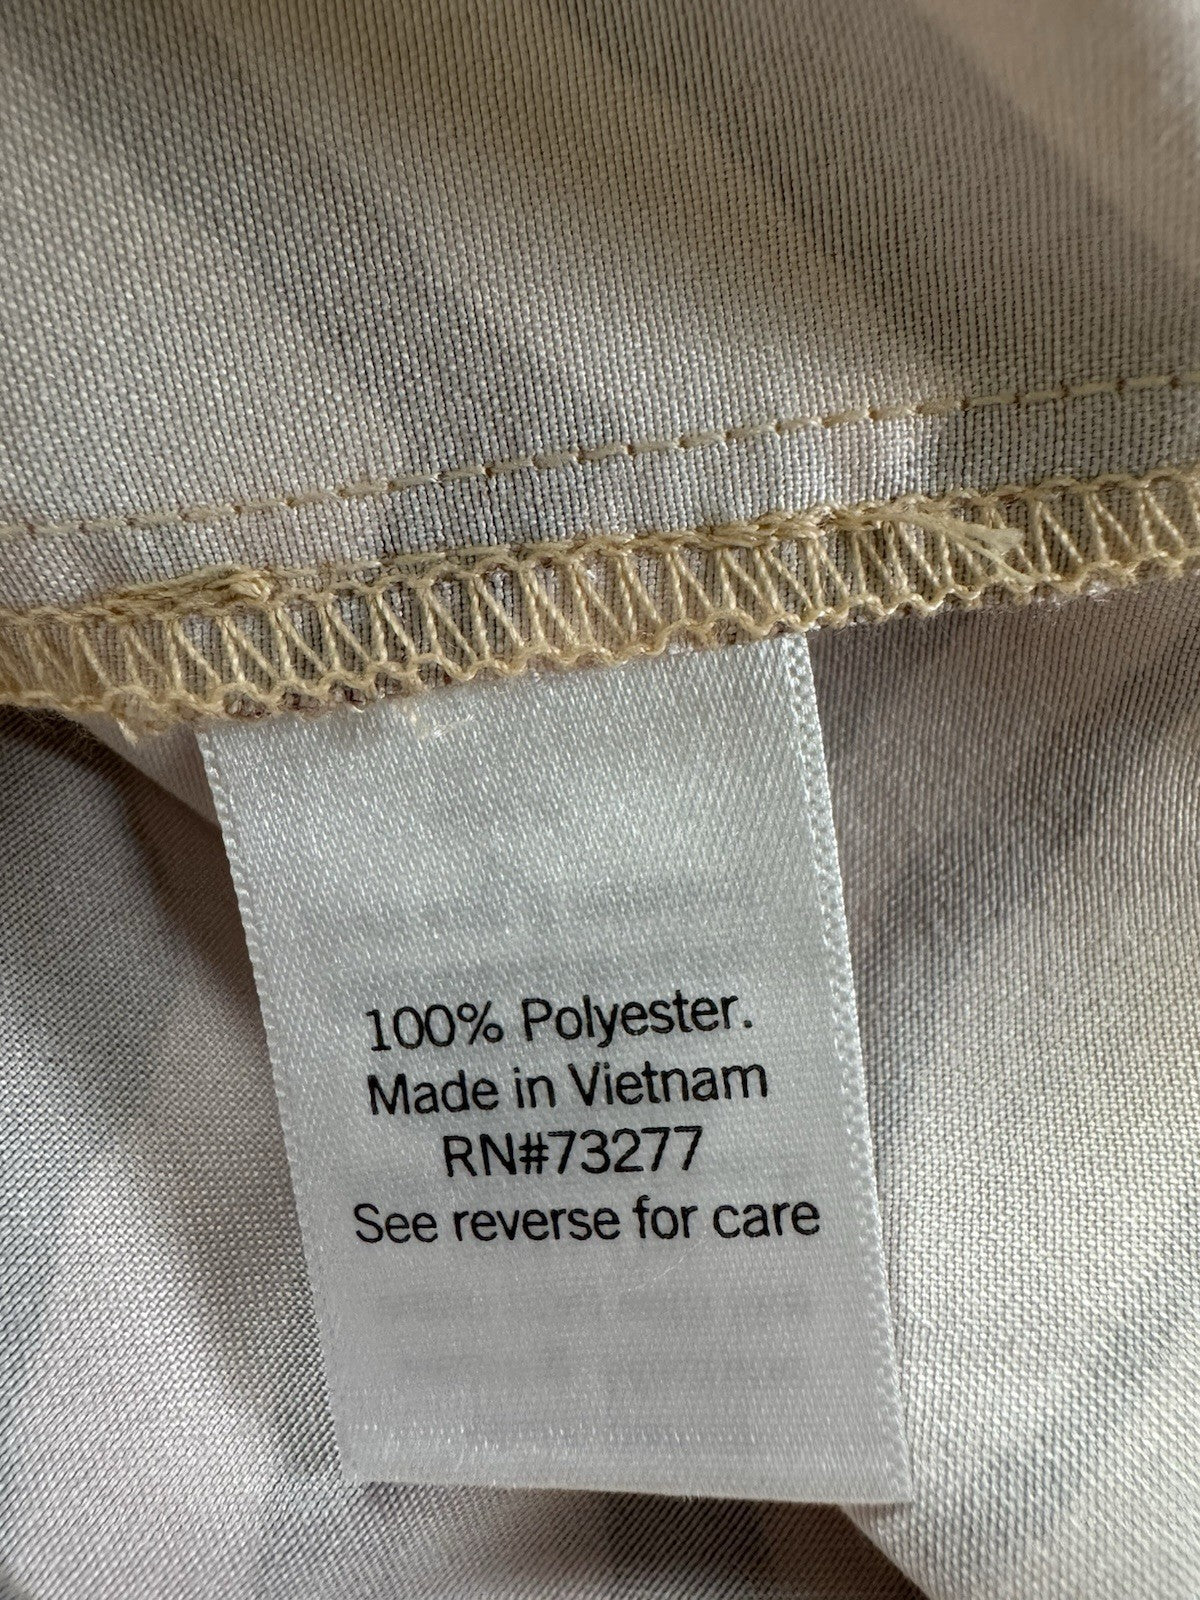 100% Polyester.
Made in Vietnam
RN#73277
See reverse for care